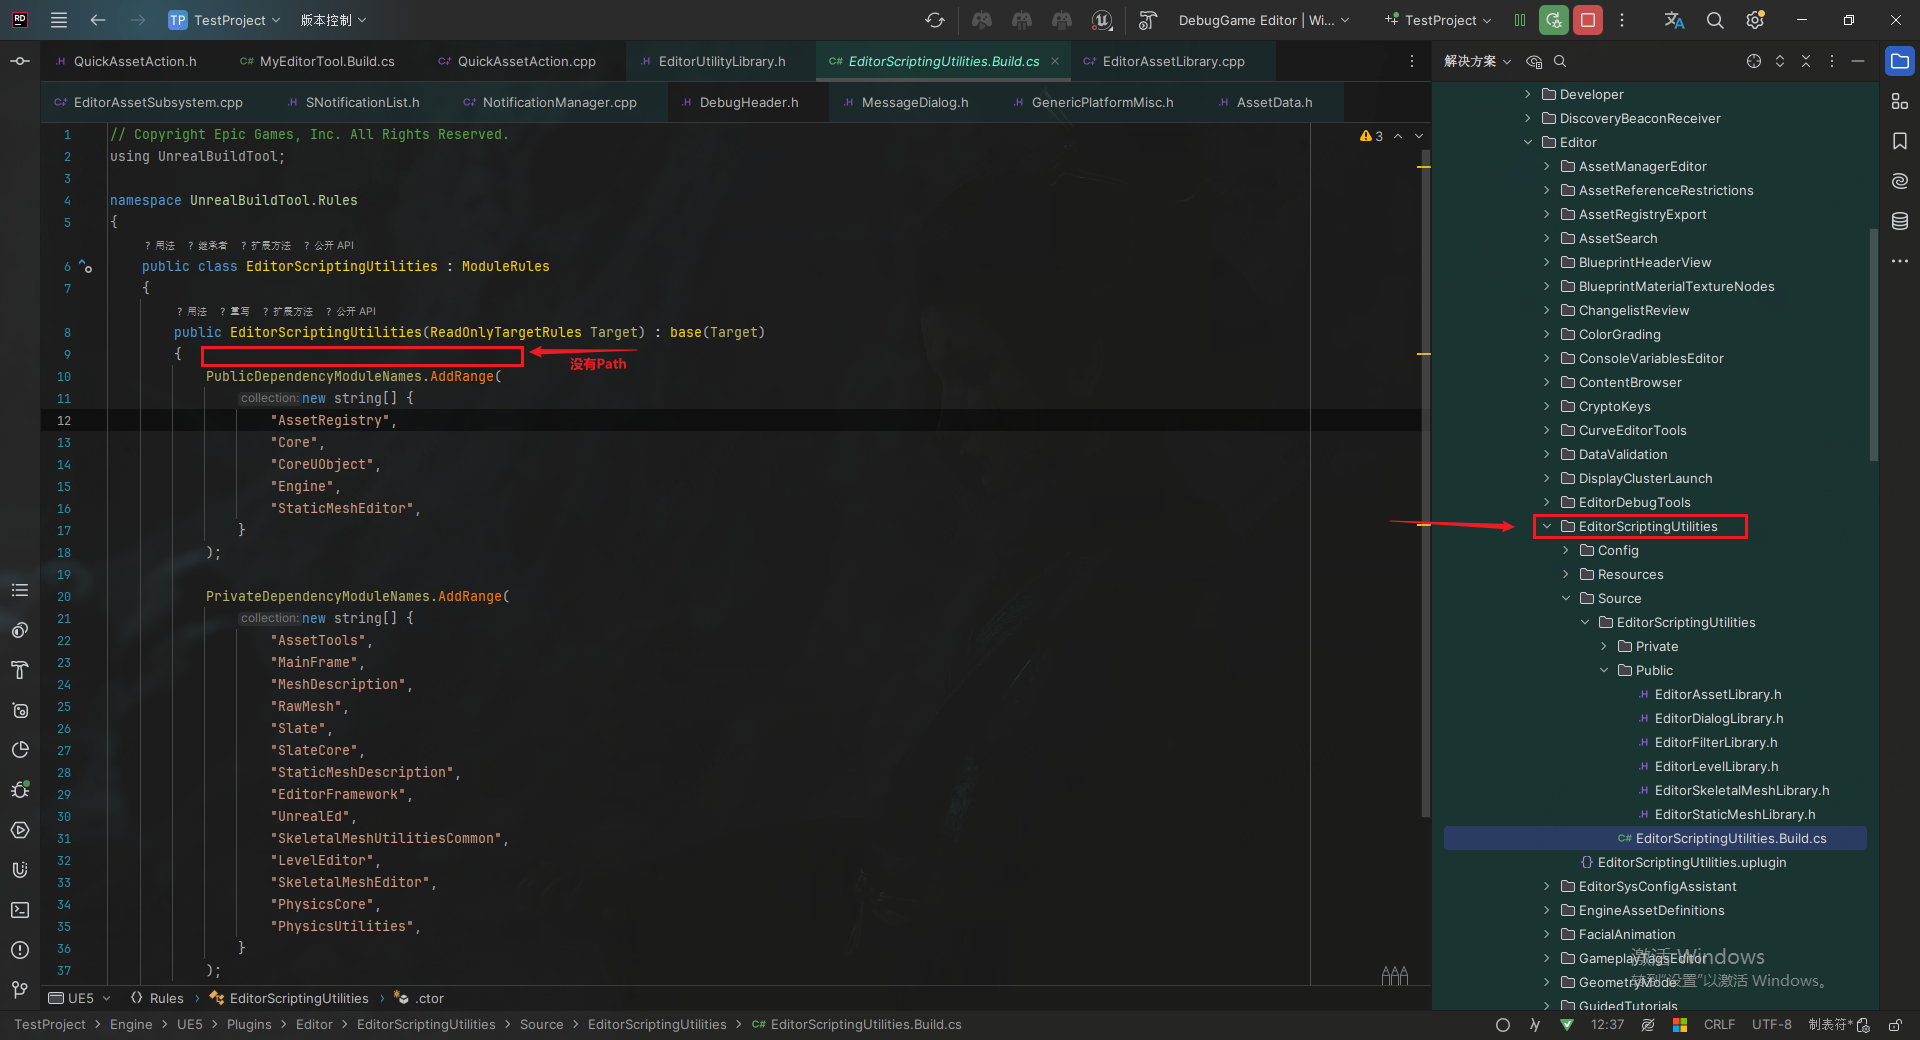 TP TestProject 版本控制
DebugGame Editor | Wi... TestProject
QuickAssetAction.h MyEditorTool.Build.cs QuickAssetAction.cpp EditorUtilityLibrary.h EditorScriptingUtilities.Build.cs EditorAssetLibrary.cpp
EditorAssetSubsystem.cpp SNotificationList.h NotificationManager.cpp DebugHeader.h MessageDialog.h GenericPlatformMisc.h AssetData.h
3
1 // Copyright Epic Games, Inc. All Rights Reserved.
2 using UnrealBuildTool;
3
4 namespace UnrealBuildTool.Rules
5 {
? 用法 ? 继承者 ? 扩展方法 ? 公开 API
6 public class EditorScriptingUtilities : ModuleRules
7 {
? 用法 ? 重写 ? 扩展方法 ? 公开 API
8 public EditorScriptingUtilities(ReadOnlyTargetRules Target) : base(Target)
9 {
没有Path
10 PublicDependencyModuleNames.AddRange(
11 collection: new string[] {
12 "AssetRegistry",
13 "Core",
14 "CoreUObject",
15 "Engine",
16 "StaticMeshEditor",
17 }
18 );
19
20 PrivateDependencyModuleNames.AddRange(
21 collection: new string[] {
22 "AssetTools",
23 "MainFrame",
24 "MeshDescription",
25 "RawMesh",
26 "Slate",
27 "SlateCore",
28 "StaticMeshDescription",
29 "EditorFramework",
30 "UnrealEd",
31 "SkeletalMeshUtilitiesCommon",
32 "LevelEditor",
33 "SkeletalMeshEditor",
34 "PhysicsCore",
35 "PhysicsUtilities",
36 }
37 );
解决方案
Developer
DiscoveryBeaconReceiver
Editor
AssetManagerEditor
AssetReferenceRestrictions
AssetRegistryExport
AssetSearch
BlueprintHeaderView
BlueprintMaterialTextureNodes
ChangelistReview
ColorGrading
ConsoleVariablesEditor
ContentBrowser
CryptoKeys
CurveEditorTools
DataValidation
DisplayClusterLaunch
EditorDebugTools
EditorScriptingUtilities
Config
Resources
Source
EditorScriptingUtilities
Private
Public
EditorAssetLibrary.h
EditorDialogLibrary.h
EditorFilterLibrary.h
EditorLevelLibrary.h
EditorSkeletalMeshLibrary.h
EditorStaticMeshLibrary.h
C# EditorScriptingUtilities.Build.cs
EditorScriptingUtilities.uplugin
EditorSysConfigAssistant
EngineAssetDefinitions
FacialAnimation
GameplayTagsEditor
GeometryMode
GuidedTutorials
激活 Windows
转到"设置"以激活 Windows。
UE5 Rules EditorScriptingUtilities .ctor
TestProject Engine UE5 Plugins Editor EditorScriptingUtilities Source EditorScriptingUtilities C# EditorScriptingUtilities.Build.cs
12:37 CRLF UTF-8 制表符*